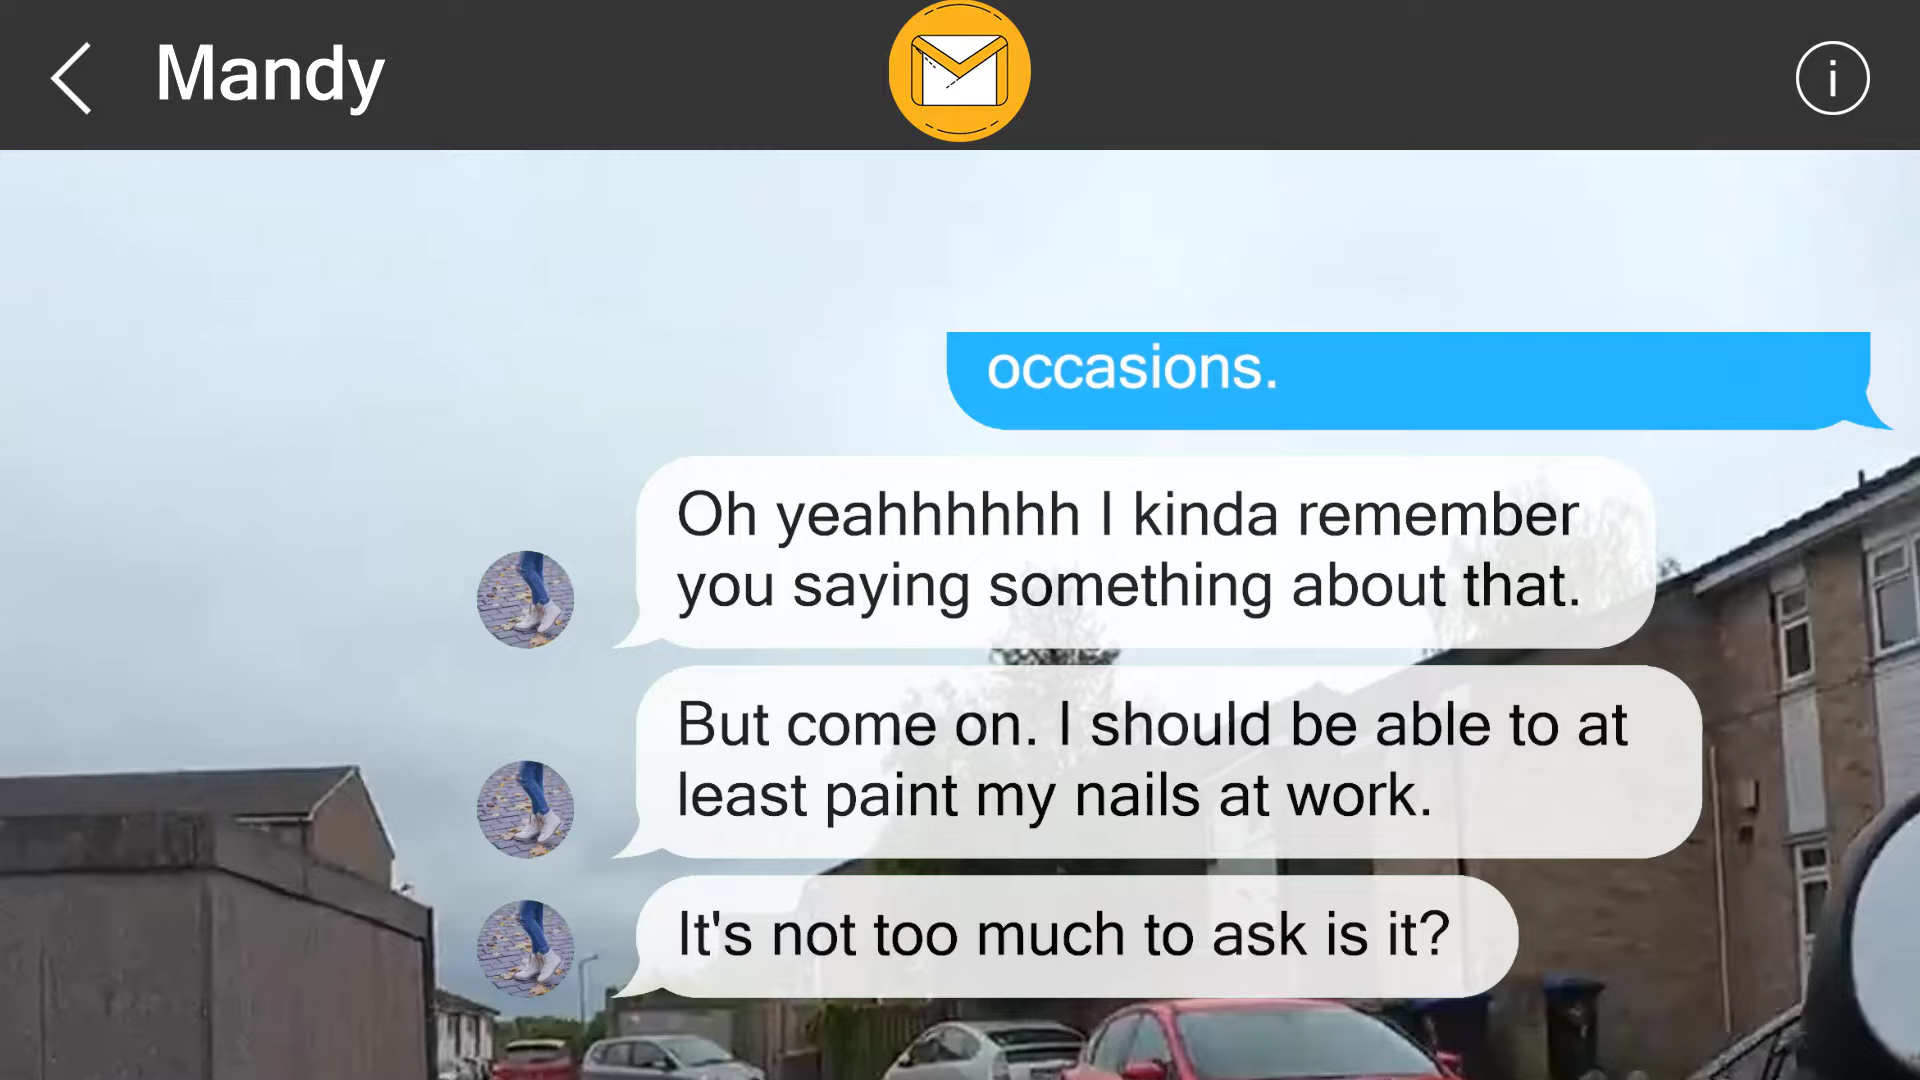 Mandy
i
occasions.
Oh yeahhhhhh I kinda remember
you saying something about that.
But come on. I should be able to at
least paint my nails at work.
It's not too much to ask is it?